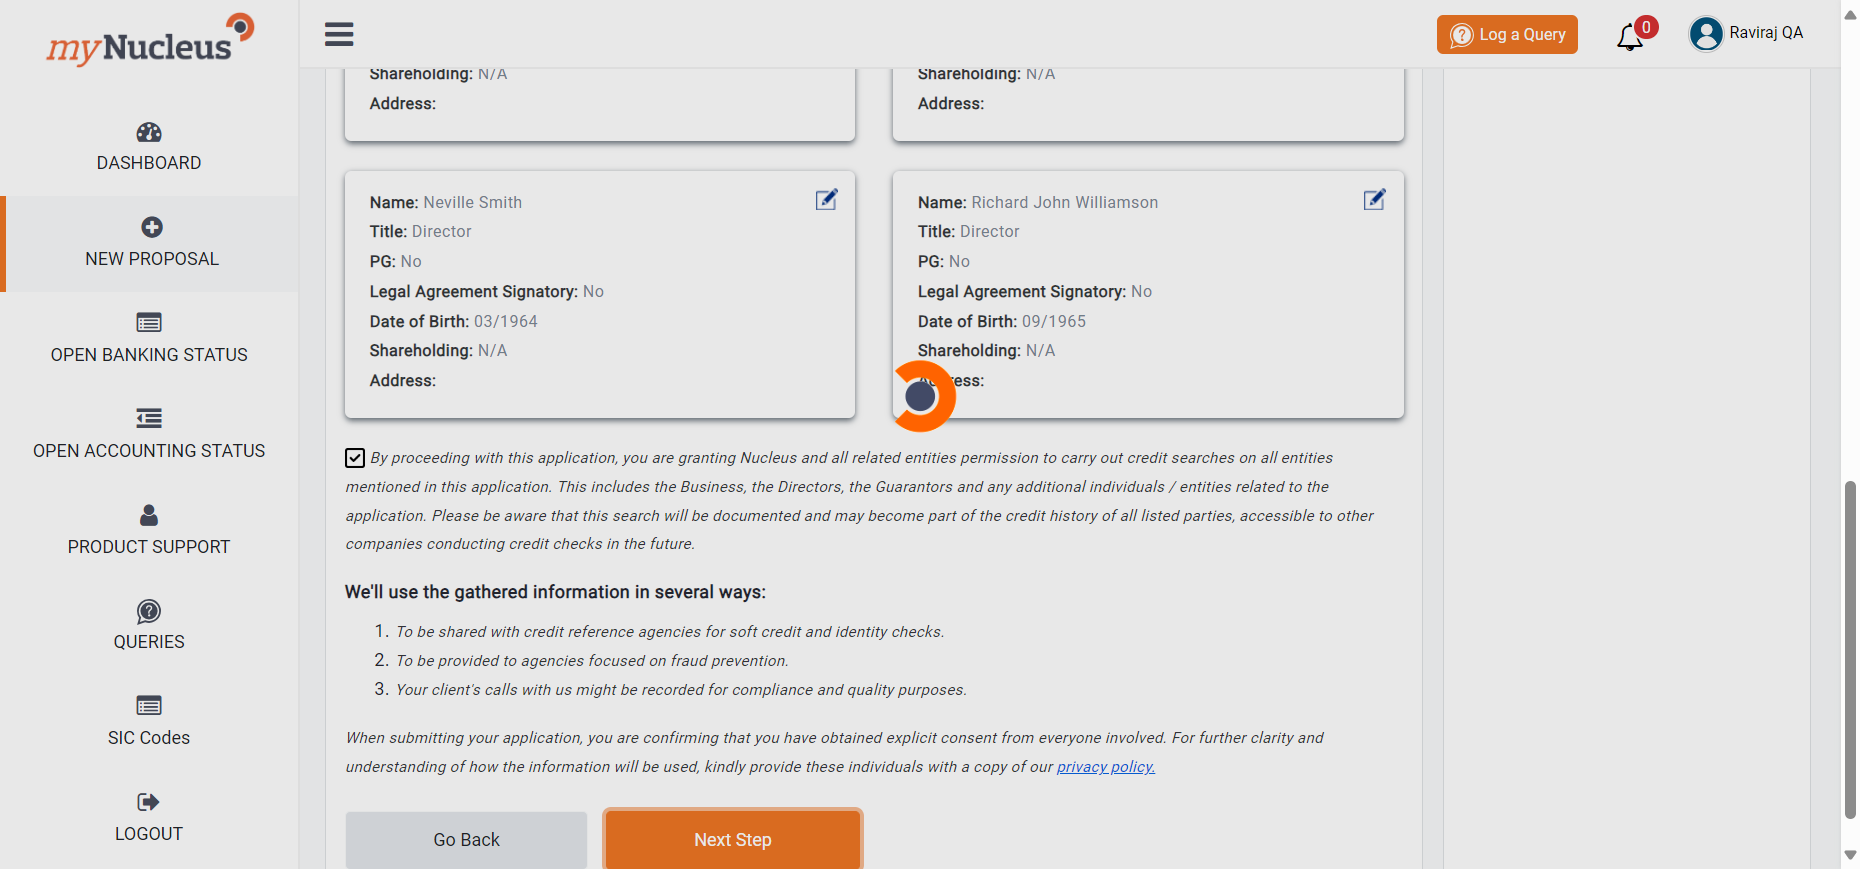 myNucleus
Log a Query
0
Raviraj QA
DASHBOARD
NEW PROPOSAL
OPEN BANKING STATUS
OPEN ACCOUNTING STATUS
PRODUCT SUPPORT
QUERIES
SIC Codes
LOGOUT
Shareholding: N/A
Address:
Shareholding: N/A
Address:
Name: Neville Smith
Title: Director
PG: No
Legal Agreement Signatory: No
Date of Birth: 03/1964
Shareholding: N/A
Address:
Name: Richard John Williamson
Title: Director
PG: No
Legal Agreement Signatory: No
Date of Birth: 09/1965
Shareholding: N/A
Address:
By proceeding with this application, you are granting Nucleus and all related entities permission to carry out credit searches on all entities
mentioned in this application. This includes the Business, the Directors, the Guarantors and any additional individuals / entities related to the
application. Please be aware that this search will be documented and may become part of the credit history of all listed parties, accessible to other
companies conducting credit checks in the future.
We'll use the gathered information in several ways:
1. To be shared with credit reference agencies for soft credit and identity checks.
2. To be provided to agencies focused on fraud prevention.
3. Your client's calls with us might be recorded for compliance and quality purposes.
When submitting your application, you are confirming that you have obtained explicit consent from everyone involved. For further clarity and
understanding of how the information will be used, kindly provide these individuals with a copy of our privacy policy.
Go Back
Next Step